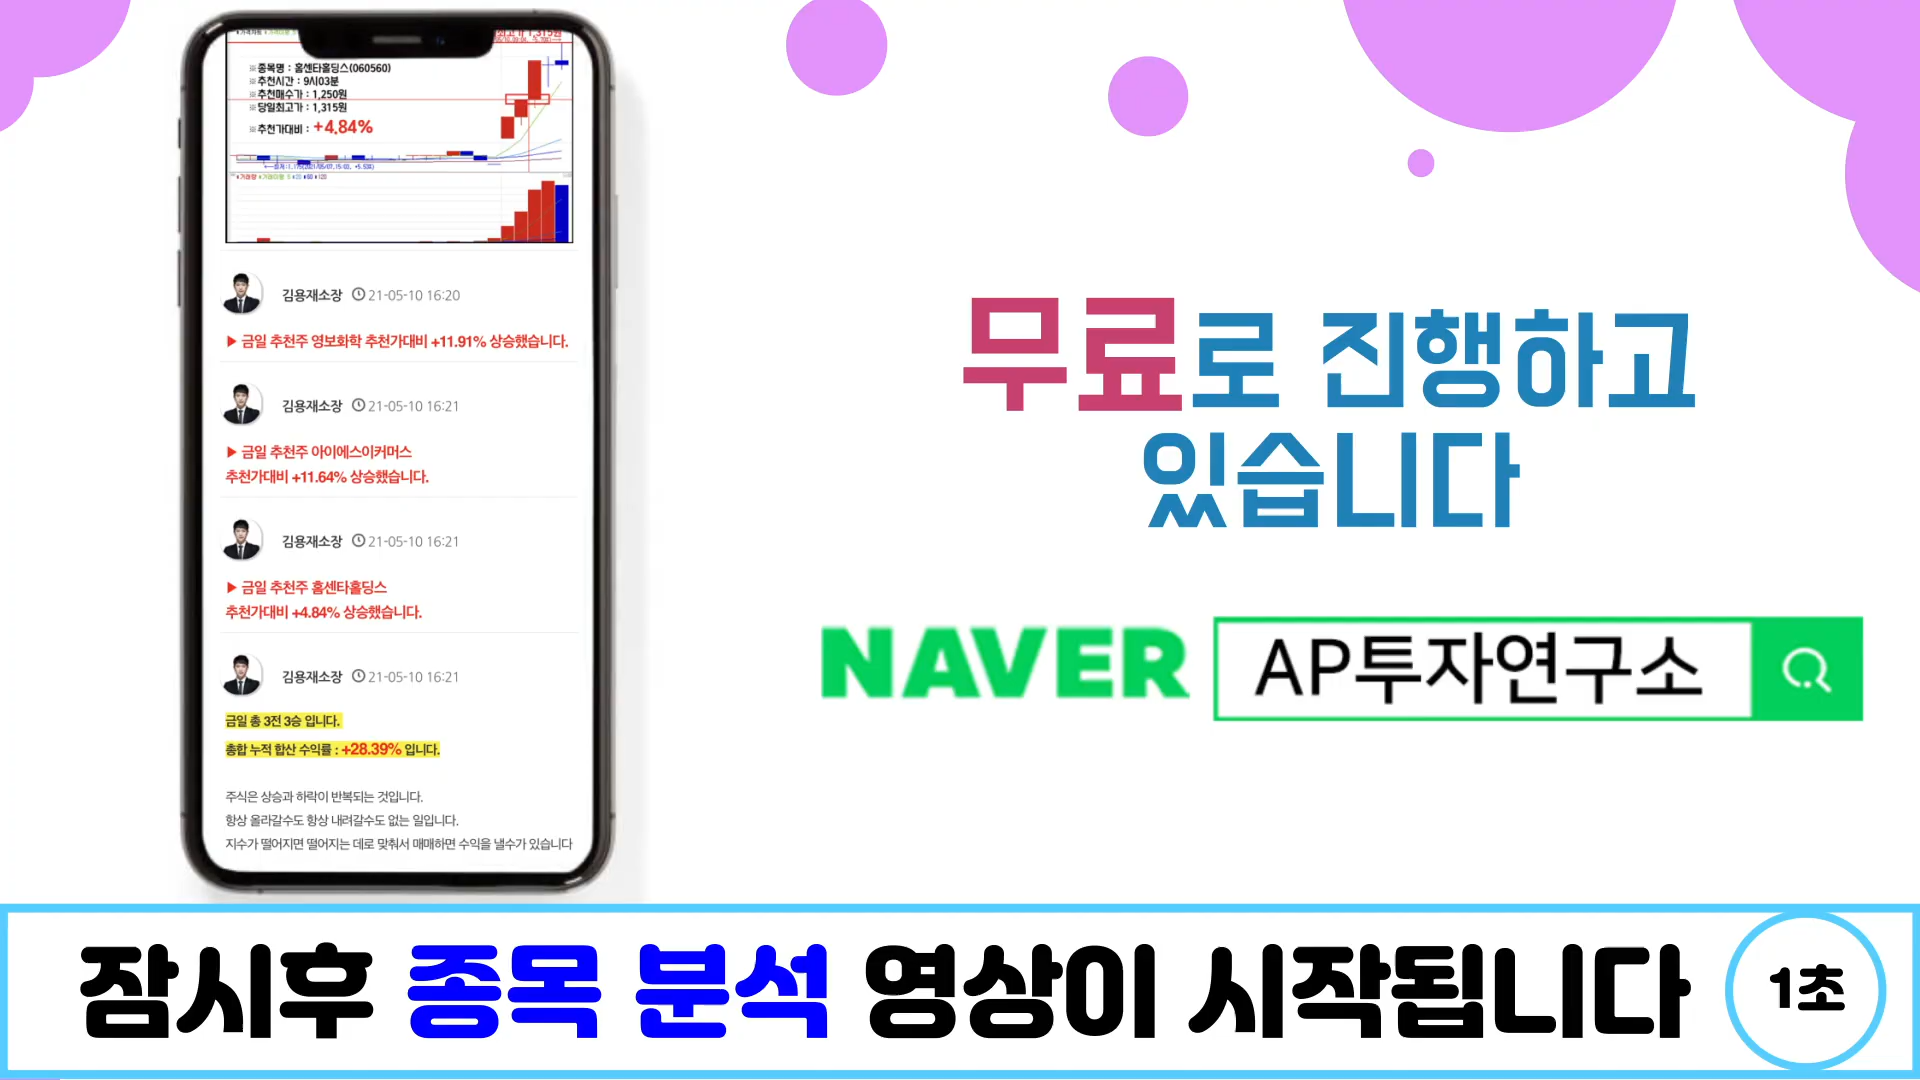 ※종목명 : 홈센타홀딩스(060560)
※추천시간 : 9시03분
※추천매수가 : 1,250원
※당일최고가 : 1,315원
※추천가대비 : +4.84%
김용재소장 21-05-10 16:20
▶ 금일 추천주 영보화학 추천가대비 +11.91% 상승했습니다.
김용재소장 21-05-10 16:21
▶ 금일 추천주 아이에스이커머스
추천가대비 +11.64% 상승했습니다.
김용재소장 21-05-10 16:21
▶ 금일 추천주 홈센타홀딩스
추천가대비 +4.84% 상승했습니다.
김용재소장 21-05-10 16:21
금일 총 3전 3승 입니다.
총합 누적 합산 수익률 : +28.39% 입니다.
주식은 상승과 하락이 반복되는 것입니다.
항상 올라갈수도 항상 내려갈수도 없는 일입니다.
지수가 떨어지면 떨어지는 데로 맞춰서 매매하면 수익을 낼수가 있습니다
무료로 진행하고
있습니다
NAVER AP투자연구소
잠시후 종목 분석 영상이 시작됩니다 1초